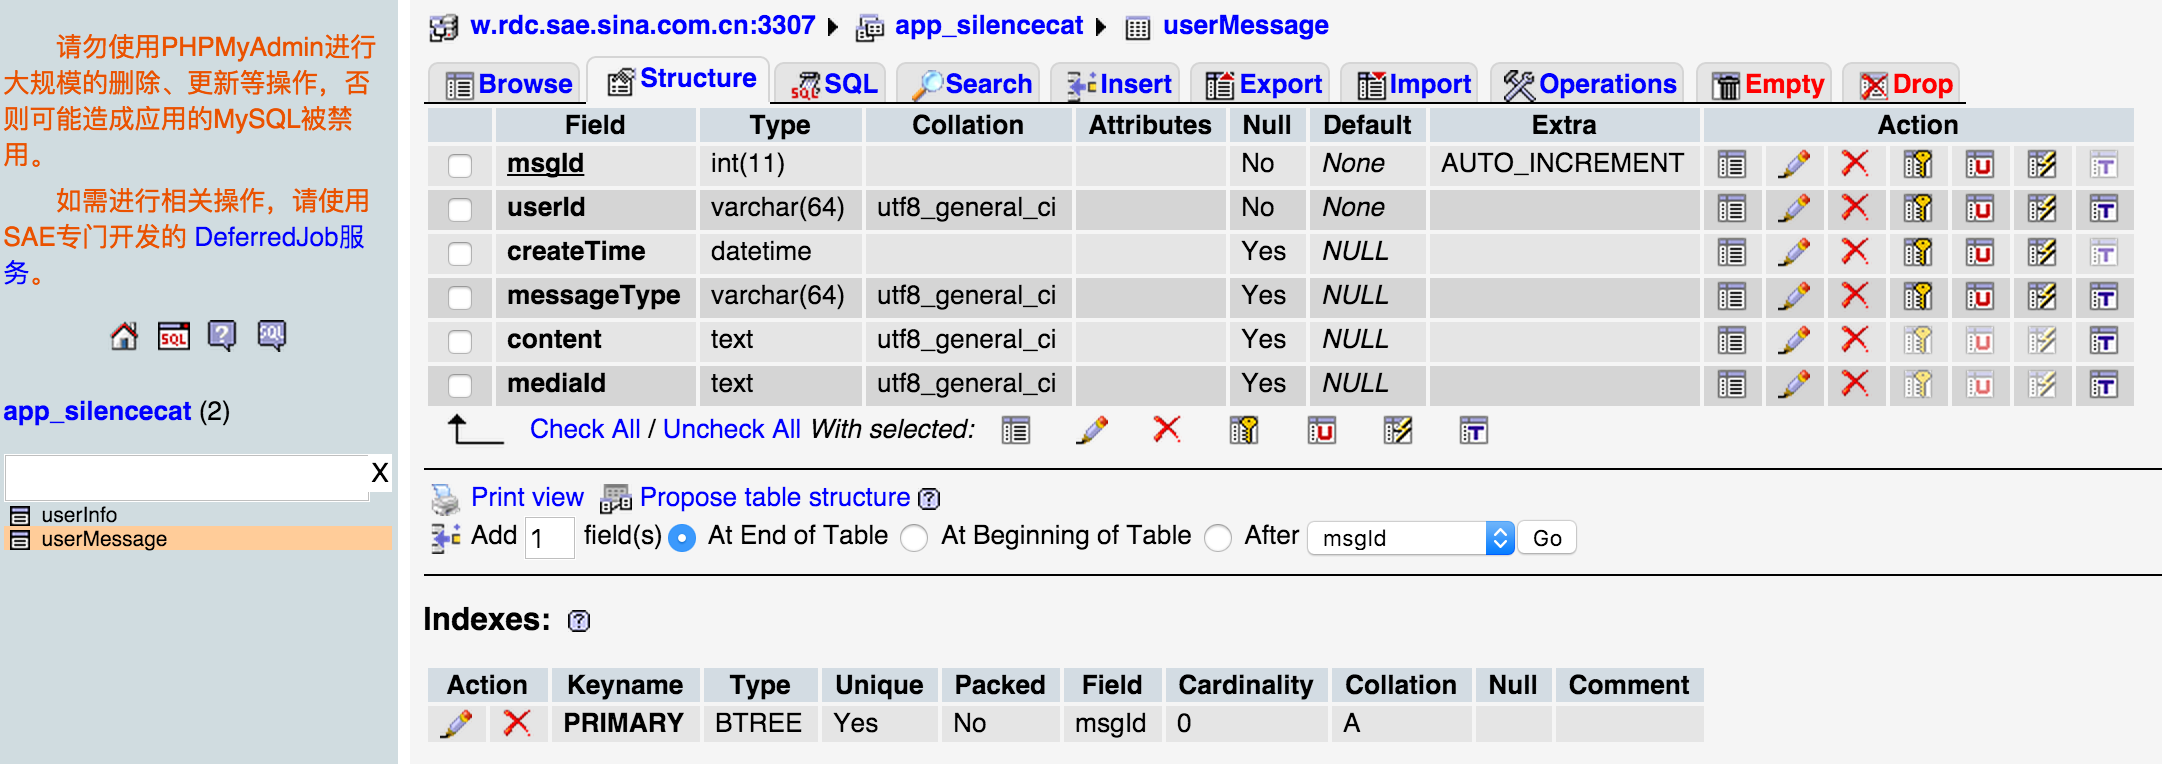 请勿使用PHPMyAdmin进行
大规模的删除、更新等操作，否
则可能造成应用的MySQL被禁
用。
如需进行相关操作，请使用
SAE专门开发的 DeferredJob服
务。
SQL ? SQL
app_silencecat (2)
X
userInfo
userMessage
w.rdc.sae.sina.com.cn:3307 app_silencecat userMessage
Browse Structure SQL Search Insert Export Import Operations Empty Drop
Field Type Collation Attributes Null Default Extra Action
msgId int(11) No None AUTO_INCREMENT
userId varchar(64) utf8_general_ci No None
createTime datetime Yes NULL
messageType varchar(64) utf8_general_ci Yes NULL
content text utf8_general_ci Yes NULL
mediaId text utf8_general_ci Yes NULL
Check All / Uncheck All With selected:
Print view Propose table structure ?
Add 1 field(s) At End of Table At Beginning of Table After msgId Go
Indexes: ?
Action Keyname Type Unique Packed Field Cardinality Collation Null Comment
PRIMARY BTREE Yes No msgId 0 A